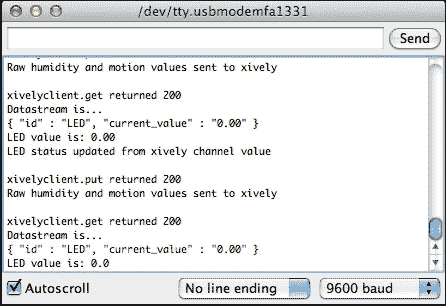 /dev/tty.usbmodemfa1331
Send
Raw humidity and motion values sent to xively
xivelyclient.get returned 200
Datastream is...
{ "id" : "LED", "current_value" : "0.00" }
LED value is: 0.00
LED status updated from xively channel value
xivelyclient.put returned 200
Raw humidity and motion values sent to xively
xivelyclient.get returned 200
Datastream is...
{ "id" : "LED", "current_value" : "0.00" }
LED value is: 0.0
Autoscroll
No line ending
9600 baud